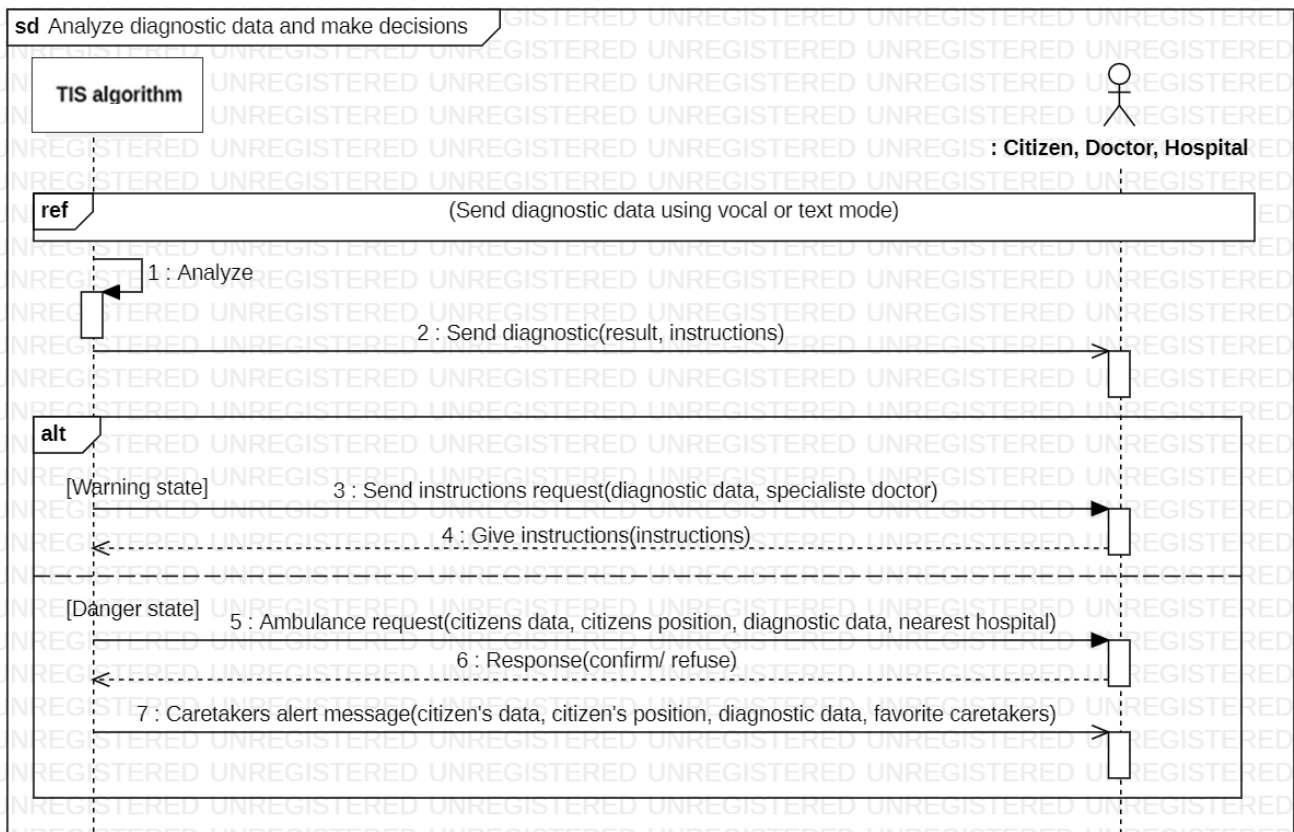 sd Analyze diagnostic data and make decisions
TIS algorithm
: Citizen, Doctor, Hospital
ref
(Send diagnostic data using vocal or text mode)
1 : Analyze
2 : Send diagnostic(result, instructions)
alt
[Warning state]
3 : Send instructions request(diagnostic data, specialiste doctor)
4 : Give instructions(instructions)
[Danger state]
5 : Ambulance request(citizens data, citizens position, diagnostic data, nearest hospital)
6 : Response(confirm/ refuse)
7 : Caretakers alert message(citizen's data, citizen's position, diagnostic data, favorite caretakers)
UNREGISTERED